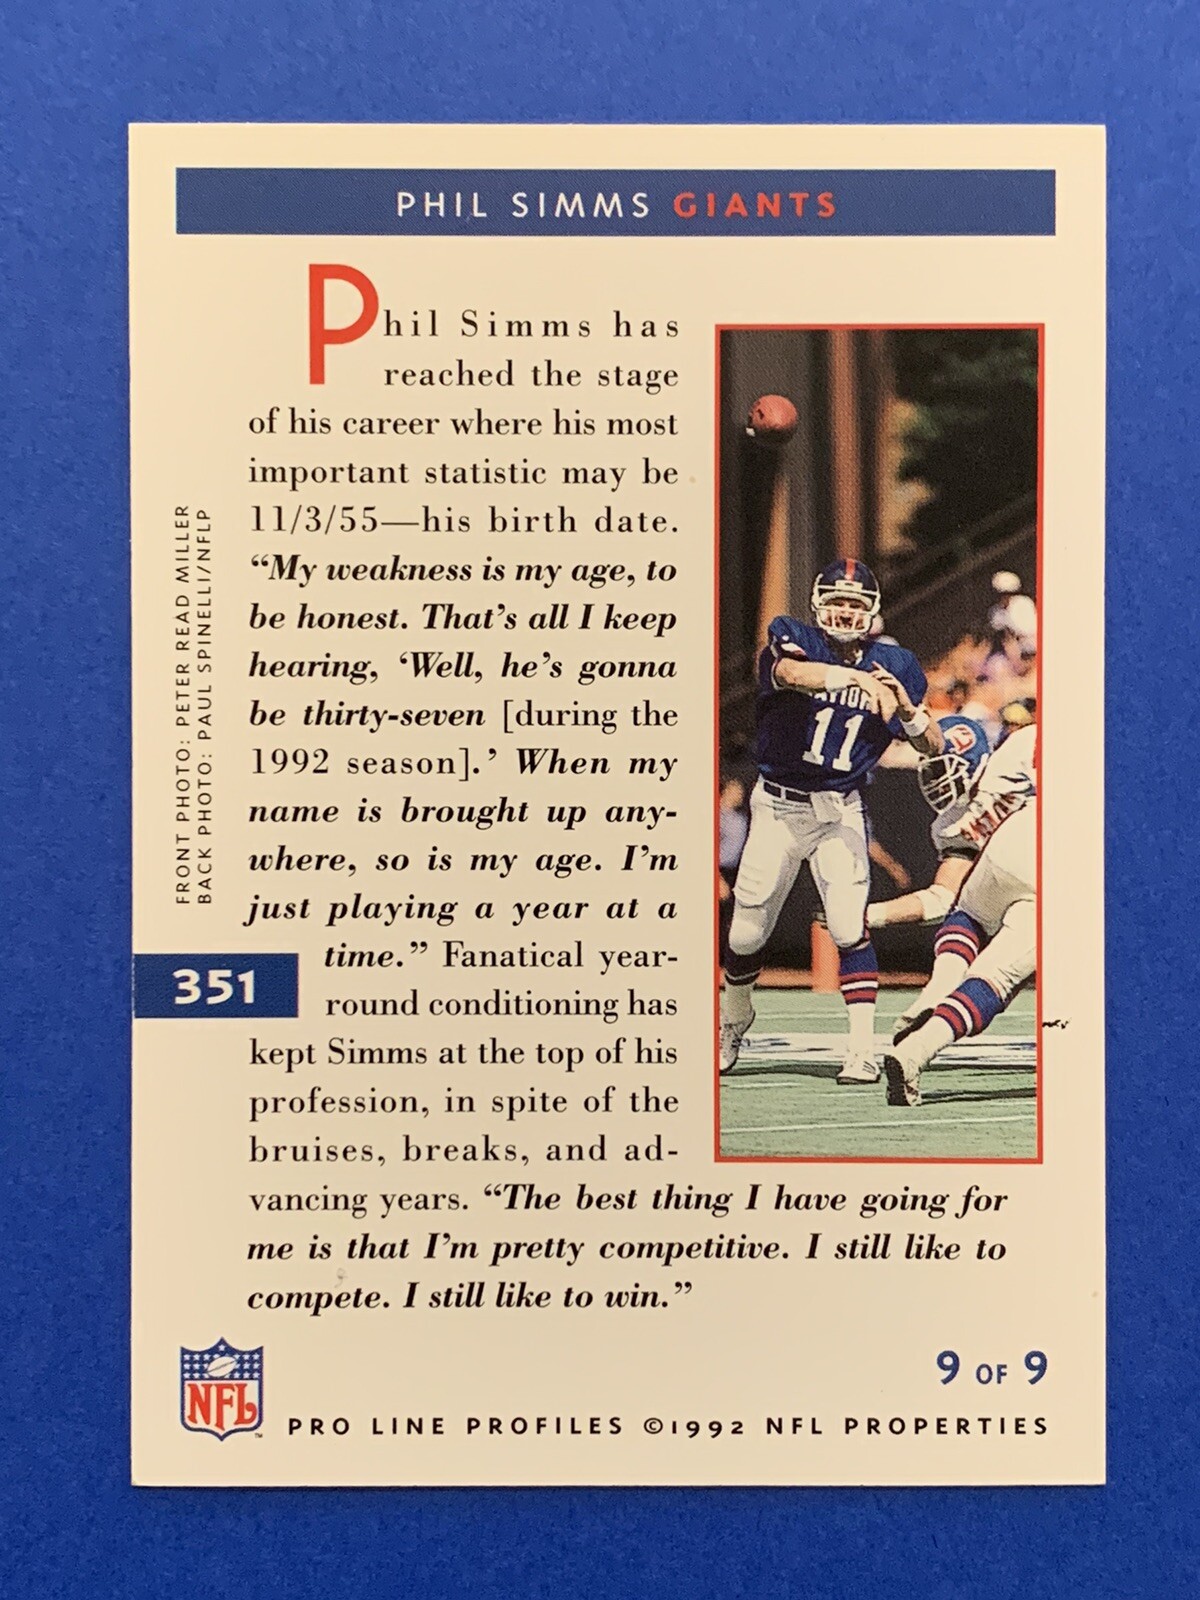 PHIL SIMMS GIANTS
Phil Simms has
reached the stage
of his career where his most
important statistic may be
11/3/55—his birth date.
“My weakness is my age, to
be honest. That’s all I keep
hearing, ‘Well, he’s gonna
be thirty-seven [during the
1992 season].’ When my
name is brought up any-
where, so is my age. I’m
just playing a year at a
time.” Fanatical year-
round conditioning has
kept Simms at the top of his
profession, in spite of the
bruises, breaks, and ad-
vancing years. “The best thing I have going for
me is that I’m pretty competitive. I still like to
compete. I still like to win.”
FRONT PHOTO: PETER READ MILLER
BACK PHOTO: PAUL SPINELLI/NFLP
351
11
9 OF 9
NFL
TM
PRO LINE PROFILES ©1992 NFL PROPERTIES